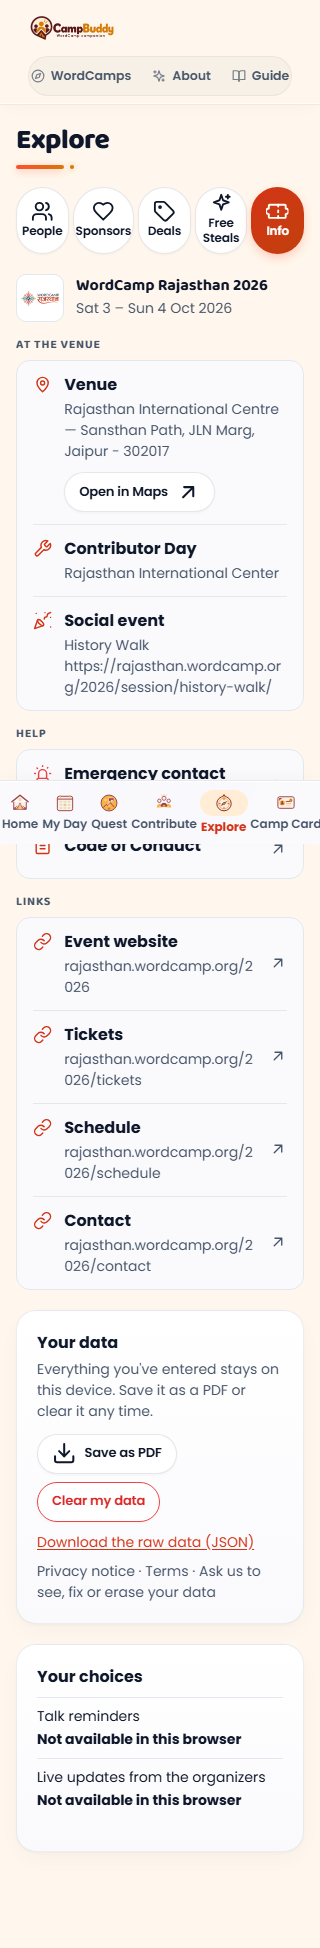 CampBuddy
WordCamp companion
WordCamps About Guide
Explore
People Sponsors Deals Free Steals Info
WordCamp Rajasthan 2026
Sat 3 – Sun 4 Oct 2026
AT THE VENUE
Venue
Rajasthan International Centre
— Sansthan Path, JLN Marg,
Jaipur - 302017
Open in Maps
Contributor Day
Rajasthan International Center
Social event
History Walk
https://rajasthan.wordcamp.or
g/2026/session/history-walk/
HELP
Emergency contact
Home My Day Quest Contribute Explore Camp Card
Code of Conduct
LINKS
Event website
rajasthan.wordcamp.org/2
026
Tickets
rajasthan.wordcamp.org/2
026/tickets
Schedule
rajasthan.wordcamp.org/2
026/schedule
Contact
rajasthan.wordcamp.org/2
026/contact
Your data
Everything you've entered stays on
this device. Save it as a PDF or
clear it any time.
Save as PDF
Clear my data
Download the raw data (JSON)
Privacy notice · Terms · Ask us to
see, fix or erase your data
Your choices
Talk reminders
Not available in this browser
Live updates from the organizers
Not available in this browser